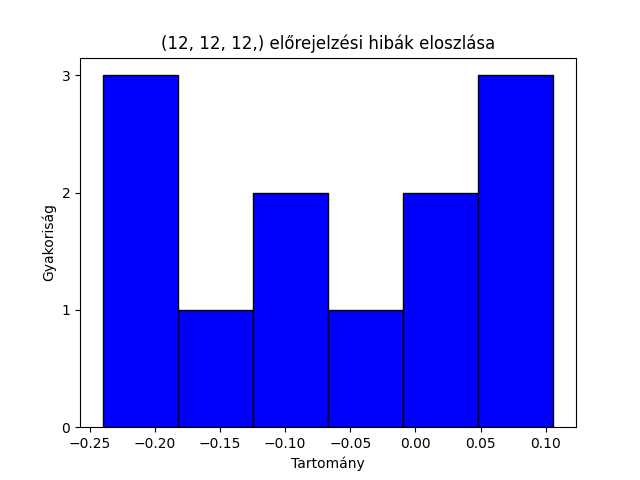 (12, 12, 12,) előrejelzési hibák eloszlása
Gyakoriság
3
2
1
0
−0.25 −0.20 −0.15 −0.10 −0.05 0.00 0.05 0.10
Tartomány